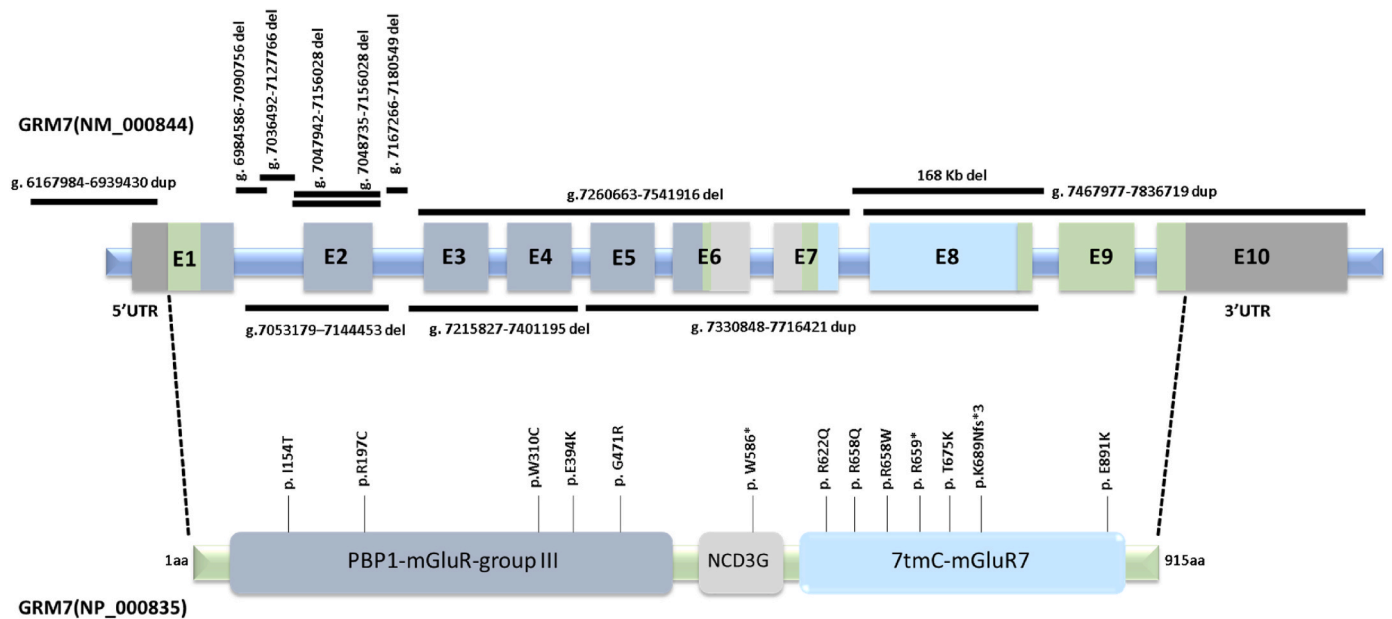 g. 6984586-7090756 del
g. 7036492-7127766 del
g. 7047942-7156028 del
g. 7048735-7156028 del
g. 7167266-7180549 del
GRM7(NM_000844)
g. 6167984-6939430 dup
g.7260663-7541916 del
168 Kb del
g. 7467977-7836719 dup
E1
E2
E3
E4
E5
E6
E7
E8
E9
E10
5'UTR
3'UTR
g.7053179–7144453 del
g. 7215827-7401195 del
g. 7330848-7716421 dup
p. I154T
p.R197C
p.W310C
p.E394K
p. G471R
p. W586*
p. R622Q
p. R658Q
p.R658W
p. R659*
p. T675K
p.K689Nfs*3
p. E891K
1aa
PBP1-mGluR-group III
NCD3G
7tmC-mGluR7
915aa
GRM7(NP_000835)